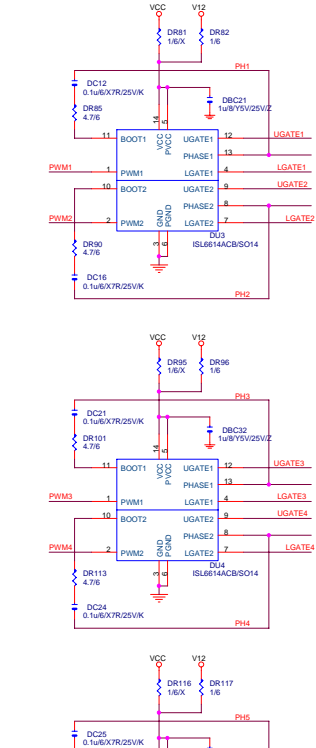 VCC V12
DR81 DR82
1/6/X 1/6
PH1
DC12
0.1u/6/X7R/25V/K
DBC21
1u/8/Y5V/25V/Z
DR85
4.7/6
14 5
VCC PVCC
11 BOOT1 UGATE1 12 UGATE1
PHASE1 13
PWM1 1 PWM1 LGATE1 4 LGATE1
10 BOOT2 UGATE2 9 UGATE2
PHASE2 8
PWM2 2 PWM2 LGATE2 7 LGATE2
GND PGND
3 6
DU3
ISL6614ACB/SO14
DR90
4.7/6
DC16
0.1u/6/X7R/25V/K
PH2
VCC V12
DR95 DR96
1/6/X 1/6
PH3
DC21
0.1u/6/X7R/25V/K
DBC32
1u/8/Y5V/25V/Z
DR101
4.7/6
14 5
VCC PVCC
11 BOOT1 UGATE1 12 UGATE3
PHASE1 13
PWM3 1 PWM1 LGATE1 4 LGATE3
10 BOOT2 UGATE2 9 UGATE4
PHASE2 8
PWM4 2 PWM2 LGATE2 7 LGATE4
GND PGND
3 6
DU4
ISL6614ACB/SO14
DR113
4.7/6
DC24
0.1u/6/X7R/25V/K
PH4
VCC V12
DR116 DR117
1/6/X 1/6
PH5
DC25
0.1u/6/X7R/25V/K